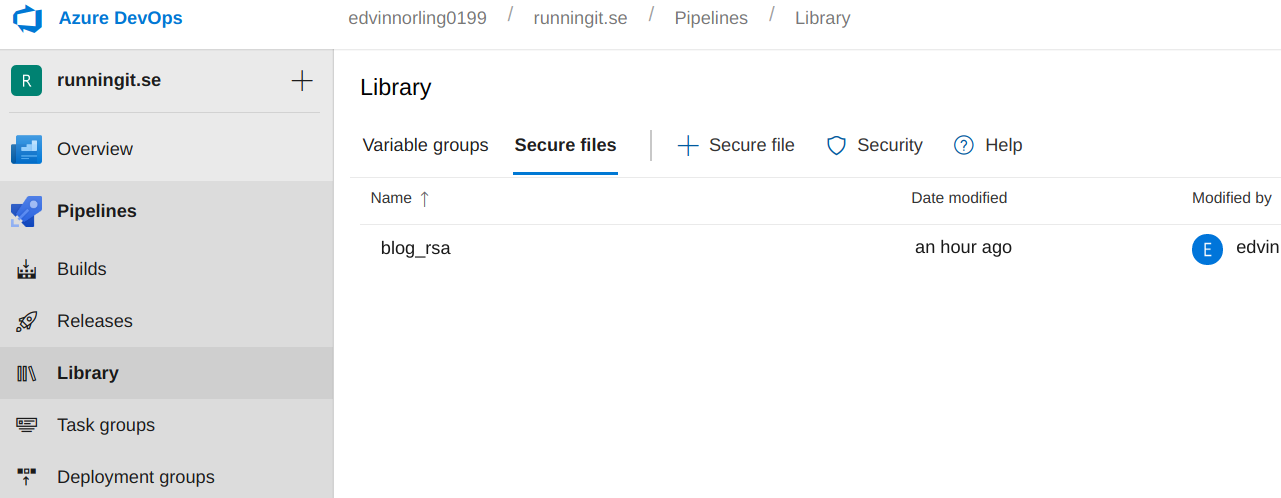 Azure DevOps
edvinnorling0199 / runningit.se / Pipelines / Library
R runningit.se
Overview
Pipelines
Builds
Releases
Library
Task groups
Deployment groups
Library
Variable groups Secure files Secure file Security ? Help
Name ↑ Date modified Modified by
blog_rsa an hour ago E edvin